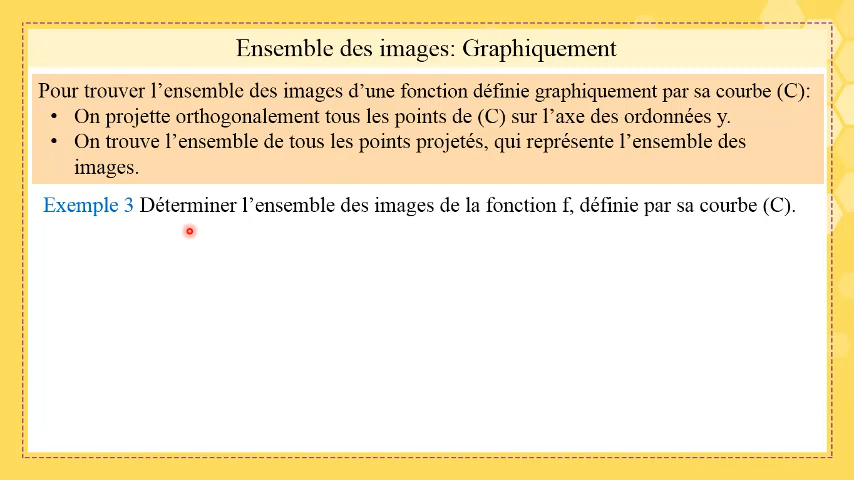 Ensemble des images: Graphiquement
Pour trouver l’ensemble des images d’une fonction définie graphiquement par sa courbe (C):
• On projette orthogonalement tous les points de (C) sur l’axe des ordonnées y.
• On trouve l’ensemble de tous les points projetés, qui représente l’ensemble des
images.
Exemple 3 Déterminer l’ensemble des images de la fonction f, définie par sa courbe (C).